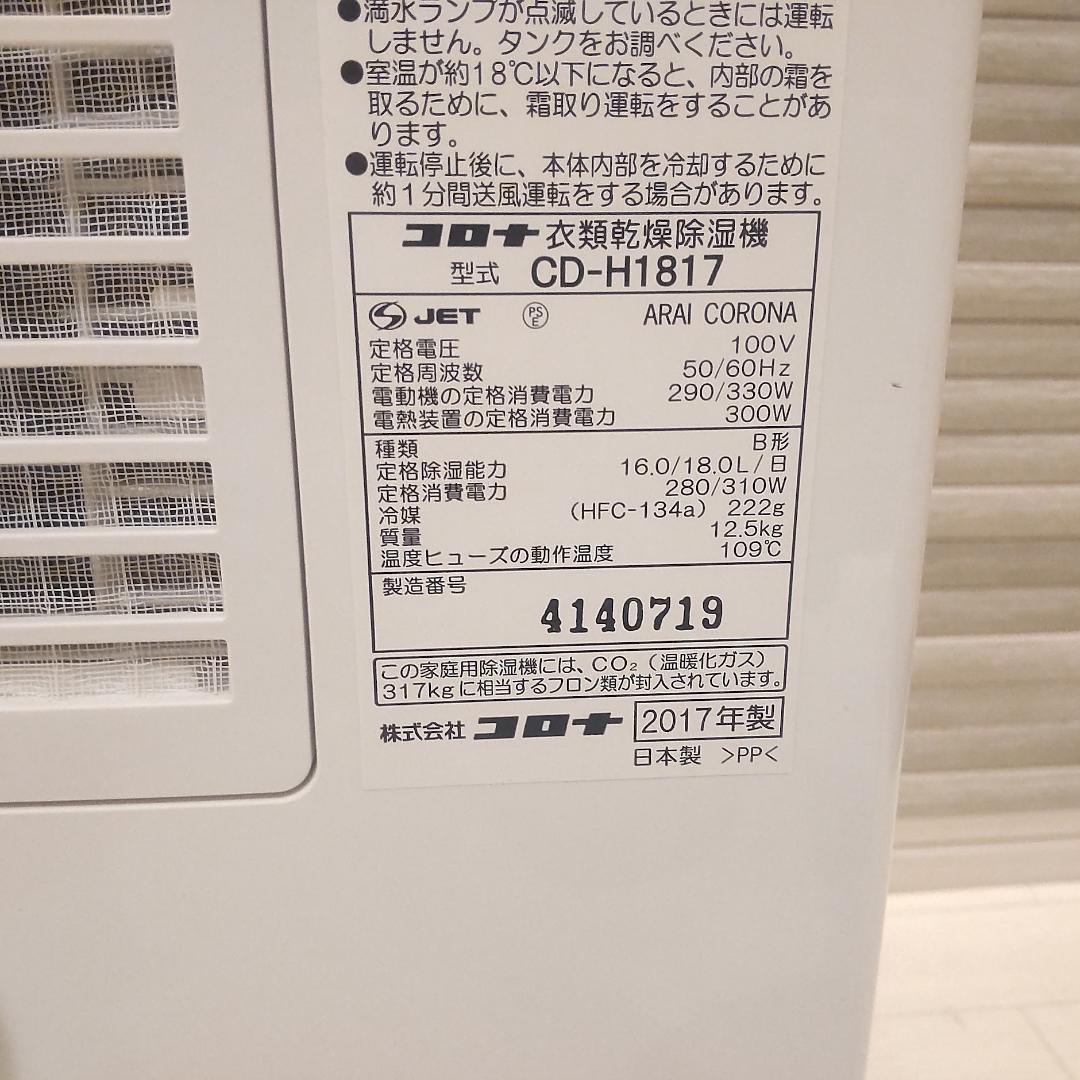 ●満水ランプが点滅しているときには運転
しません。タンクをお調べください。
●室温が約18℃以下になると、内部の霜を
取るために、霜取り運転をすることがあ
ります。
●運転停止後に、本体内部を冷却するために
約1分間送風運転をする場合があります。
コロナ 衣類乾燥除湿機
型式 CD-H1817
JET PSE ARAI CORONA
定格電圧 100V
定格周波数 50/60Hz
電動機の定格消費電力 290/330W
電熱装置の定格消費電力 300W
種類 B形
定格除湿能力 16.0/18.0L/日
定格消費電力 280/310W
冷媒 (HFC-134a) 222g
質量 12.5kg
温度ヒューズの動作温度 109℃
製造番号
4140719
この家庭用除湿機には、CO₂(温暖化ガス)
317kgに相当するフロン類が封入されています。
株式会社 コロナ 2017年製
日本製 >PP<